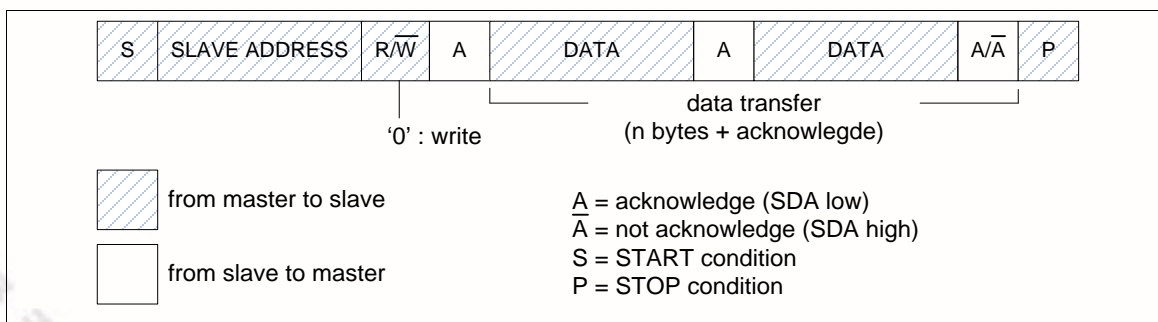 S SLAVE ADDRESS R/W̅ A DATA A DATA A/A̅ P
data transfer
(n bytes + acknowlegde)
‘0’ : write
from master to slave
from slave to master
A = acknowledge (SDA low)
A̅ = not acknowledge (SDA high)
S = START condition
P = STOP condition